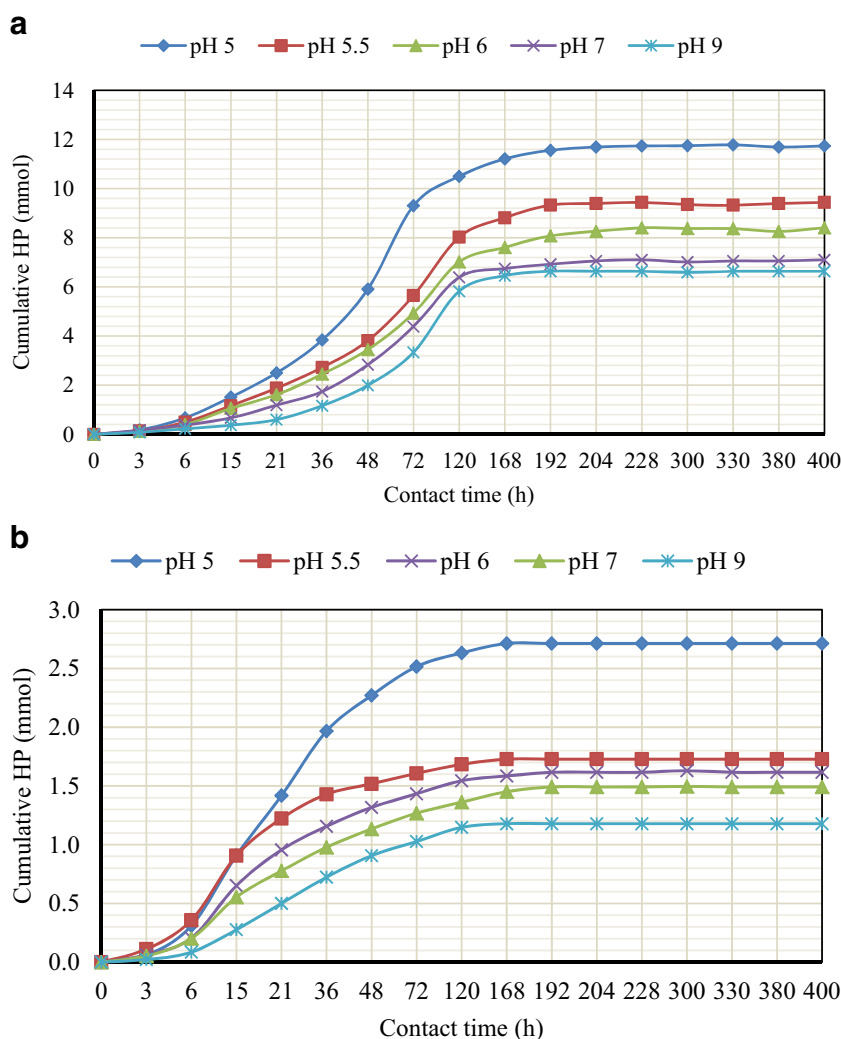 a
pH 5 pH 5.5 pH 6 pH 7 pH 9
14
12
10
8
6
4
2
0
Cumulative HP (mmol)
0 3 6 15 21 36 48 72 120 168 192 204 228 300 330 380 400
Contact time (h)
b
pH 5 pH 5.5 pH 6 pH 7 pH 9
3.0
2.5
2.0
1.5
1.0
0.5
0.0
Cumulative HP (mmol)
0 3 6 15 21 36 48 72 120 168 192 204 228 300 330 380 400
Contact time (h)